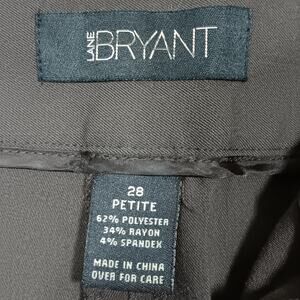 LANE BRYANT
28
PETITE
62% POLYESTER
34% RAYON
4% SPANDEX
MADE IN CHINA
OVER FOR CARE